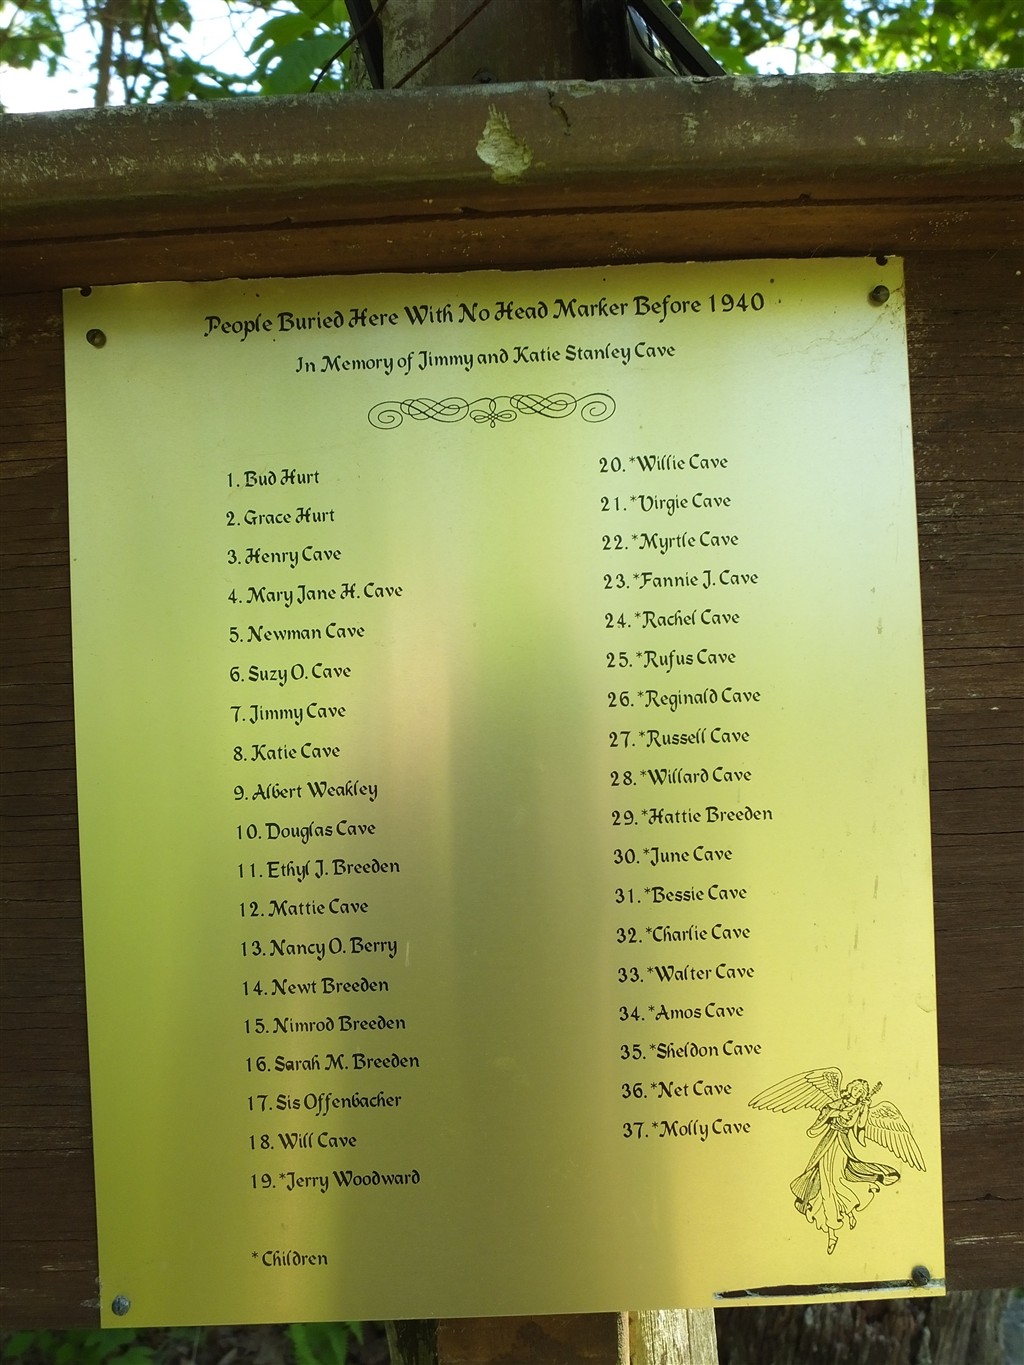 People Buried Here With No Head Marker Before 1940
In Memory of Jimmy and Katie Stanley Cave
1. Bud Hurt
2. Grace Hurt
3. Henry Cave
4. Mary Jane H. Cave
5. Newman Cave
6. Suzy O. Cave
7. Jimmy Cave
8. Katie Cave
9. Albert Weakley
10. Douglas Cave
11. Ethyl J. Breeden
12. Mattie Cave
13. Nancy O. Berry
14. Newt Breeden
15. Nimrod Breeden
16. Sarah M. Breeden
17. Sis Offenbacher
18. Will Cave
19. *Jerry Woodward
* Children
20. *Willie Cave
21. *Virgie Cave
22. *Myrtle Cave
23. *Fannie J. Cave
24. *Rachel Cave
25. *Rufus Cave
26. *Reginald Cave
27. *Russell Cave
28. *Willard Cave
29. *Hattie Breeden
30. *June Cave
31. *Bessie Cave
32. *Charlie Cave
33. *Walter Cave
34. *Amos Cave
35. *Sheldon Cave
36. *Net Cave
37. *Molly Cave